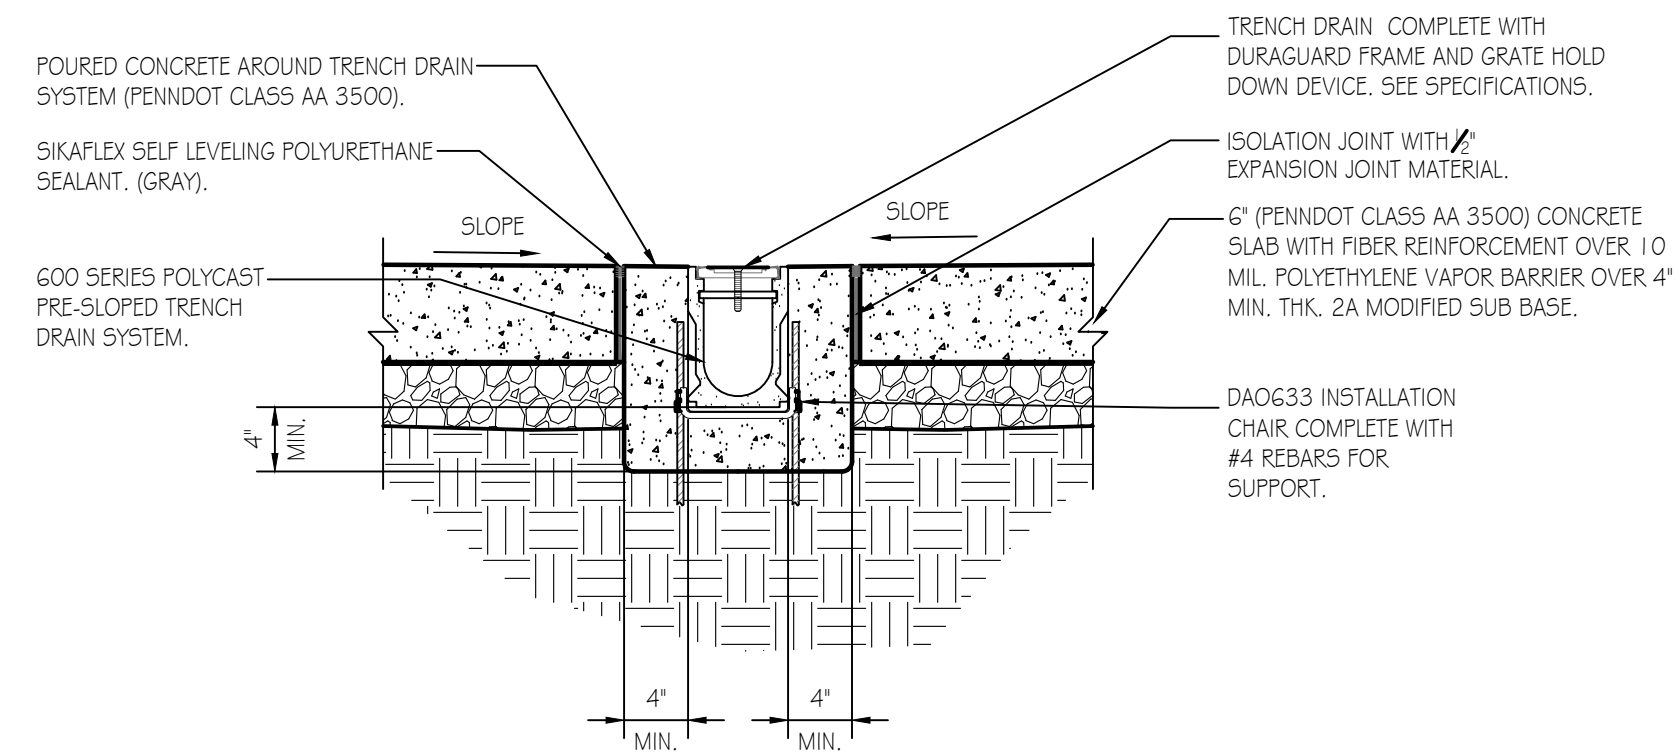 POURED CONCRETE AROUND TRENCH DRAIN
SYSTEM (PENNDOT CLASS AA 3500).
SIKAFLEX SELF LEVELING POLYURETHANE
SEALANT. (GRAY).
SLOPE
600 SERIES POLYCAST
PRE-SLOPED TRENCH
DRAIN SYSTEM.
4"
MIN.
TRENCH DRAIN COMPLETE WITH
DURAGUARD FRAME AND GRATE HOLD
DOWN DEVICE. SEE SPECIFICATIONS.
ISOLATION JOINT WITH 1/2"
EXPANSION JOINT MATERIAL.
SLOPE
6" (PENNDOT CLASS AA 3500) CONCRETE
SLAB WITH FIBER REINFORCEMENT OVER 10
MIL. POLYETHYLENE VAPOR BARRIER OVER 4"
MIN. THK. 2A MODIFIED SUB BASE.
DA0633 INSTALLATION
CHAIR COMPLETE WITH
#4 REBARS FOR
SUPPORT.
4"
MIN.
4"
MIN.